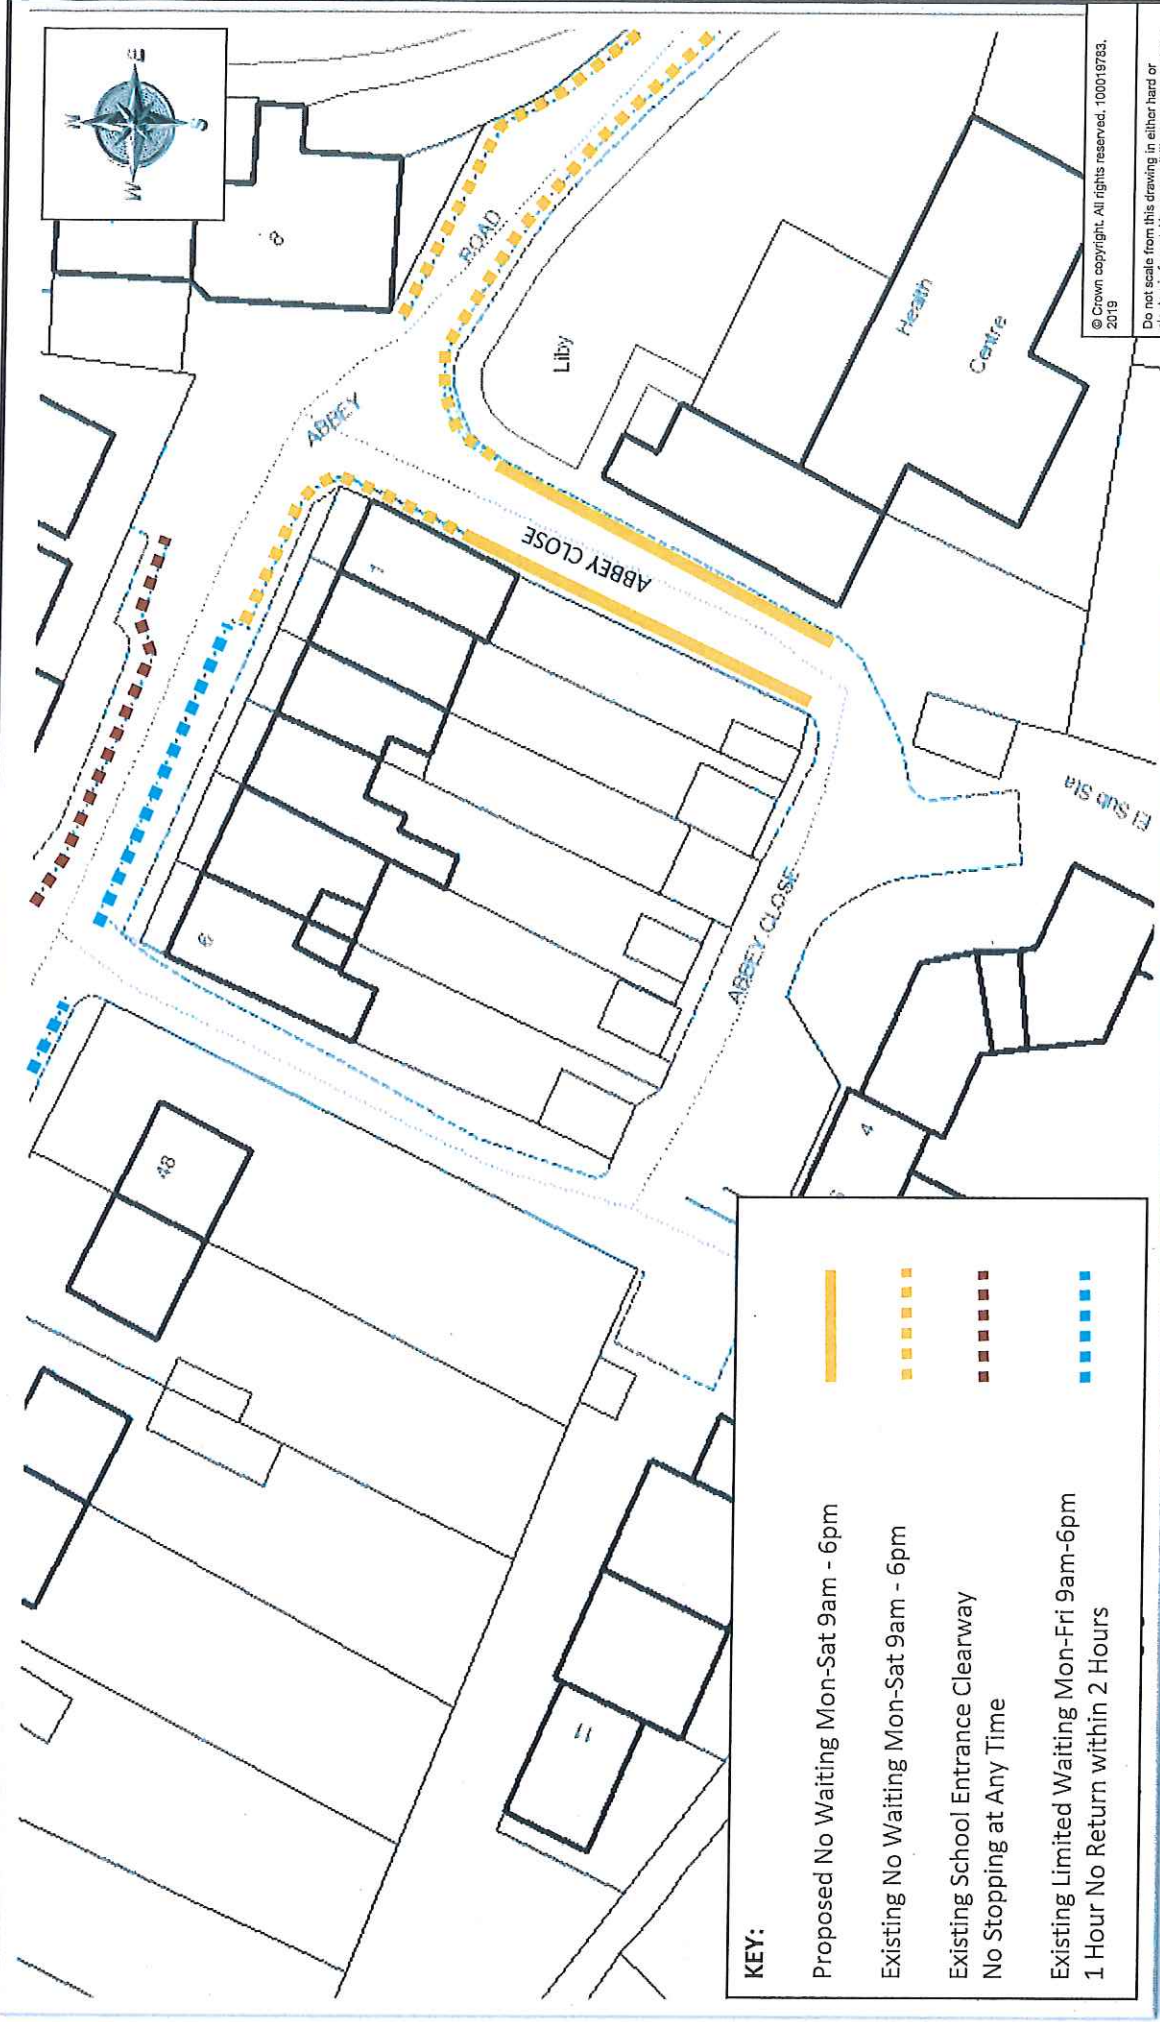 N
E
S
W
8
ABBEY
ROAD
Liby
Health
Centre
ABBEY CLOSE
1
6
48
ABBEY CLOSE
El Sub Sta
4
11
© Crown copyright. All rights reserved. 100019783.
2019
Do not scale from this drawing in either hard or
KEY:
Proposed No Waiting Mon-Sat 9am - 6pm
Existing No Waiting Mon-Sat 9am - 6pm
Existing School Entrance Clearway
No Stopping at Any Time
Existing Limited Waiting Mon-Fri 9am-6pm
1 Hour No Return within 2 Hours